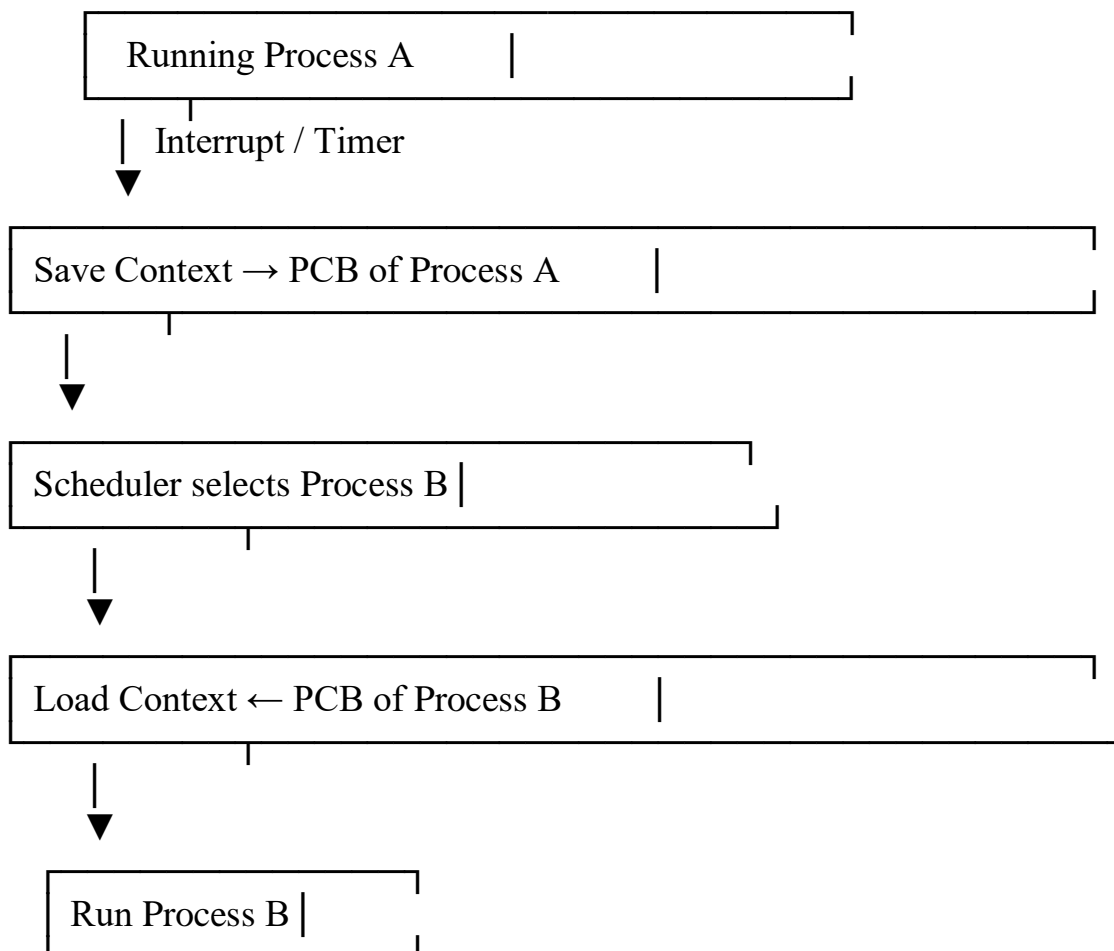 Running Process A
Interrupt / Timer
Save Context → PCB of Process A
Scheduler selects Process B
Load Context ← PCB of Process B
Run Process B